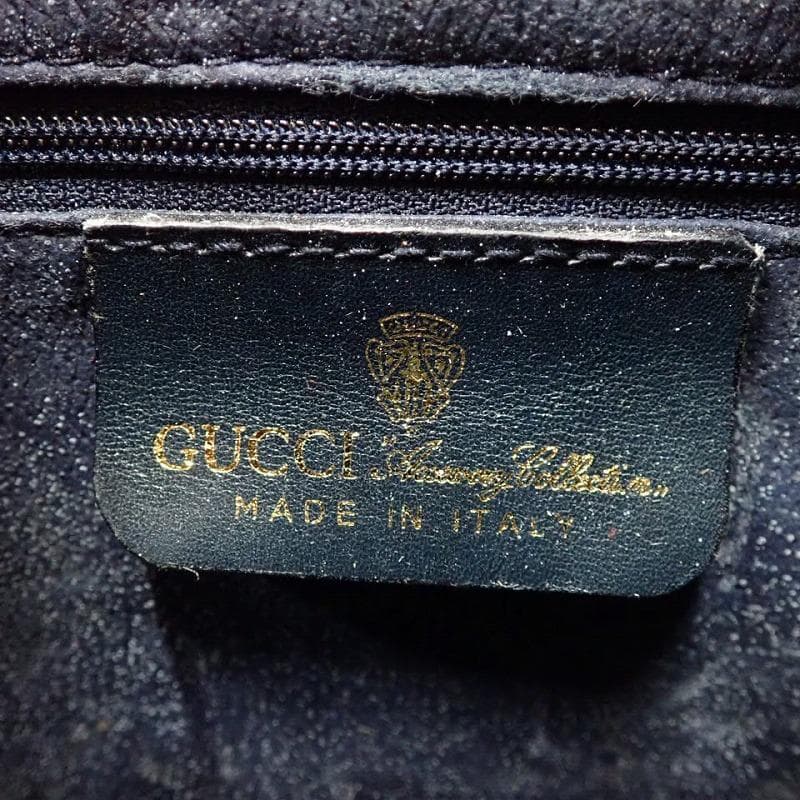 GUCCI "Accessory Collection"
MADE IN ITALY